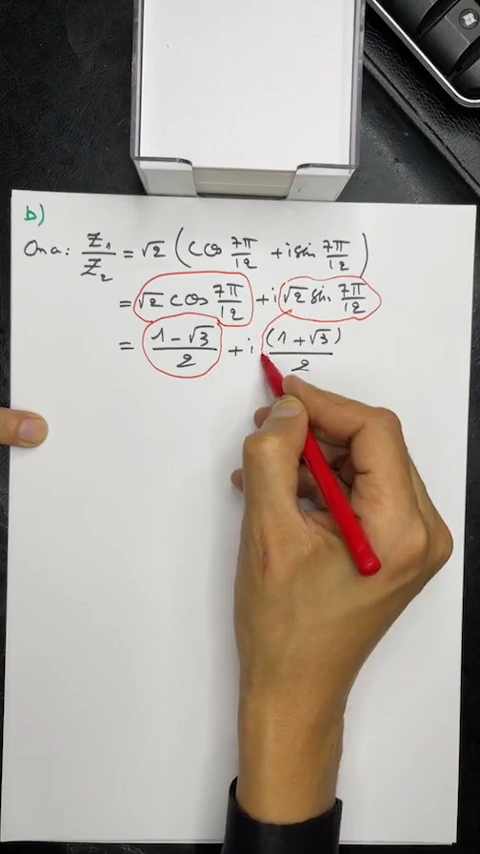 b)
On a : Z₁/Z₂ = √2 (cos 7π/12 + i sin 7π/12)
= √2 cos 7π/12 + i √2 sin 7π/12
= (1 - √3)/2 + i (1 + √3)/2